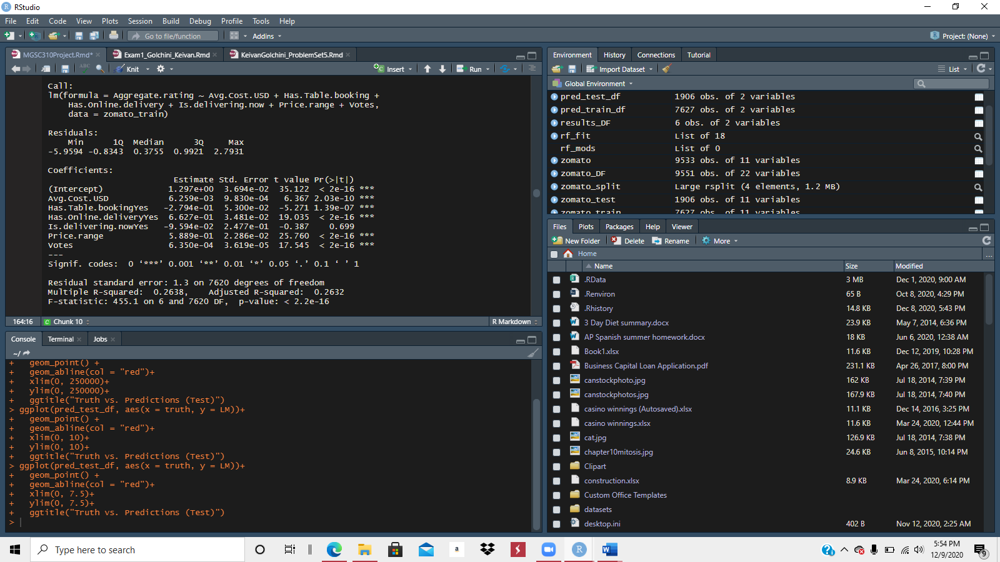 RStudio
File Edit Code View Plots Session Build Debug Profile Tools Help
Go to file/function Addins Project: (None)
MGSC310Project.Rmd* Exam1_Golchini_Keivan.Rmd KeivanGolchini_ProblemSet5.Rmd
ABC Knit Insert Run
Call:
lm(formula = Aggregate.rating ~ Avg.Cost.USD + Has.Table.booking +
Has.Online.delivery + Is.delivering.now + Price.range + Votes,
data = zomato_train)
Residuals:
Min 1Q Median 3Q Max
-5.9594 -0.8343 0.3755 0.9921 2.7931
Coefficients:
Estimate Std. Error t value Pr(>|t|)
(Intercept) 1.297e+00 3.694e-02 35.122 < 2e-16 ***
Avg.Cost.USD 6.259e-03 9.830e-04 6.367 2.03e-10 ***
Has.Table.bookingYes -2.794e-01 5.300e-02 -5.271 1.39e-07 ***
Has.Online.deliveryYes 6.627e-01 3.481e-02 19.035 < 2e-16 ***
Is.delivering.nowYes -9.594e-02 2.477e-01 -0.387 0.699
Price.range 5.889e-01 2.286e-02 25.760 < 2e-16 ***
Votes 6.350e-04 3.619e-05 17.545 < 2e-16 ***
---
Signif. codes: 0 ‘***’ 0.001 ‘**’ 0.01 ‘*’ 0.05 ‘.’ 0.1 ‘ ’ 1
Residual standard error: 1.3 on 7620 degrees of freedom
Multiple R-squared: 0.2638, Adjusted R-squared: 0.2632
F-statistic: 455.1 on 6 and 7620 DF, p-value: < 2.2e-16
164:16 C Chunk 10 R Markdown
Console Terminal Jobs
~/
+ geom_point() +
+ geom_abline(col = "red")+
+ xlim(0, 250000)+
+ ylim(0, 250000)+
+ ggtitle("Truth vs. Predictions (Test)")
> ggplot(pred_test_df, aes(x = truth, y = LM))+
+ geom_point() +
+ geom_abline(col = "red")+
+ xlim(0, 10)+
+ ylim(0, 10)+
+ ggtitle("Truth vs. Predictions (Test)")
> ggplot(pred_test_df, aes(x = truth, y = LM))+
+ geom_point() +
+ geom_abline(col = "red")+
+ xlim(0, 7.5)+
+ ylim(0, 7.5)+
+ ggtitle("Truth vs. Predictions (Test)")
>
Environment History Connections Tutorial
Import Dataset List
Global Environment
pred_test_df 1906 obs. of 2 variables
pred_train_df 7627 obs. of 2 variables
results_DF 6 obs. of 2 variables
rf_fit List of 18
rf_mods List of 0
zomato 9533 obs. of 11 variables
zomato_DF 9551 obs. of 22 variables
zomato_split Large rsplit (4 elements, 1.2 MB)
zomato_test 1906 obs. of 11 variables
zomato_train 7627 obs. of 11 variables
Files Plots Packages Help Viewer
New Folder Delete Rename More
Home ...
Name Size Modified
.RData 3 MB Dec 1, 2020, 9:00 AM
.Renviron 65 B Oct 8, 2020, 4:29 PM
.Rhistory 14.8 KB Dec 8, 2020, 5:43 PM
3 Day Diet summary.docx 23.9 KB May 7, 2014, 6:36 PM
AP Spanish summer homework.docx 18 KB Jun 6, 2020, 12:38 AM
Book1.xlsx 11.6 KB Dec 12, 2019, 10:28 PM
Business Capital Loan Application.pdf 231.1 KB Apr 26, 2017, 8:00 PM
canstockphoto.jpg 162 KB Jul 18, 2014, 7:39 PM
canstockphotos.jpg 167.9 KB Jul 18, 2014, 7:40 PM
casino winnings (Autosaved).xlsx 11.1 KB Dec 14, 2016, 3:25 PM
casino winnings.xlsx 11.6 KB Mar 24, 2020, 12:44 PM
cat.jpg 126.9 KB Jul 18, 2014, 7:38 PM
chapter10mitosis.jpg 24.6 KB Jun 8, 2015, 10:14 PM
Clipart
construction.xlsx 8.9 KB Mar 24, 2020, 6:14 PM
Custom Office Templates
datasets
desktop.ini 402 B Nov 12, 2020, 2:25 AM
Type here to search
5:54 PM
12/9/2020
9